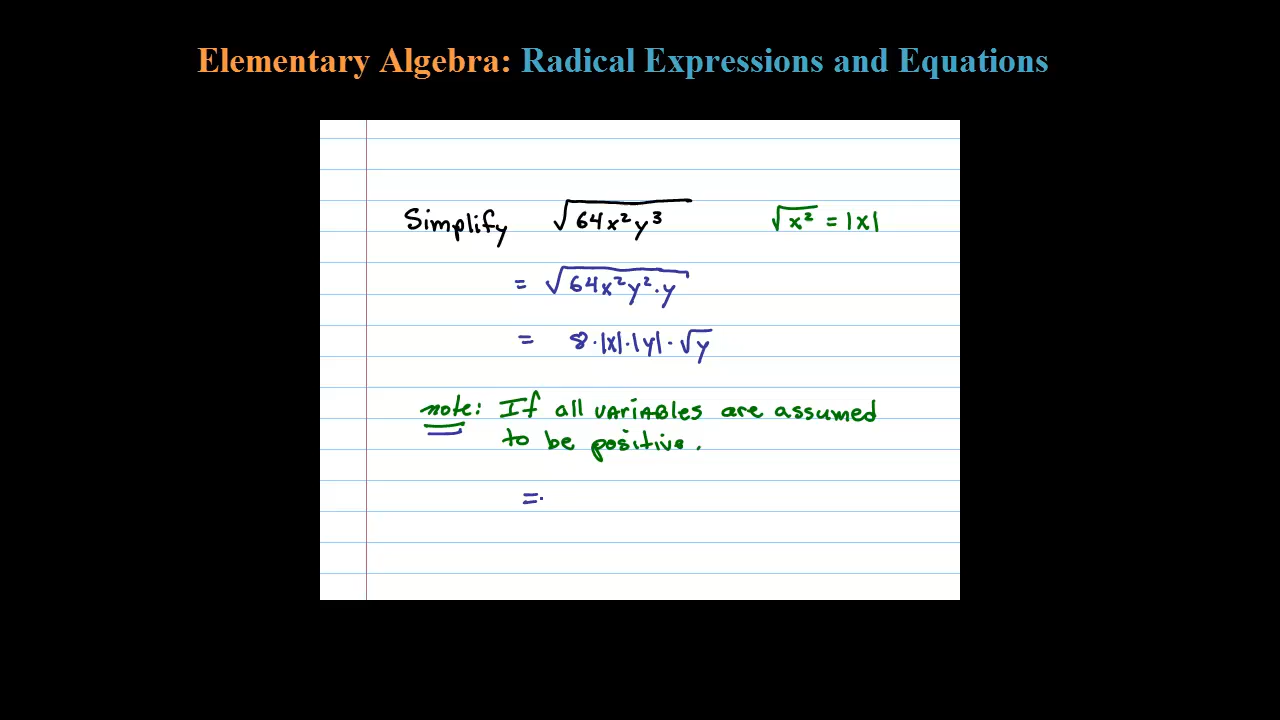 Elementary Algebra: Radical Expressions and Equations
Simplify √(64x²y³) √(x²) = |x|
= √(64x²y²·y)
= 8·|x|·|y|·√y
note: If all variables are assumed
to be positive.
=